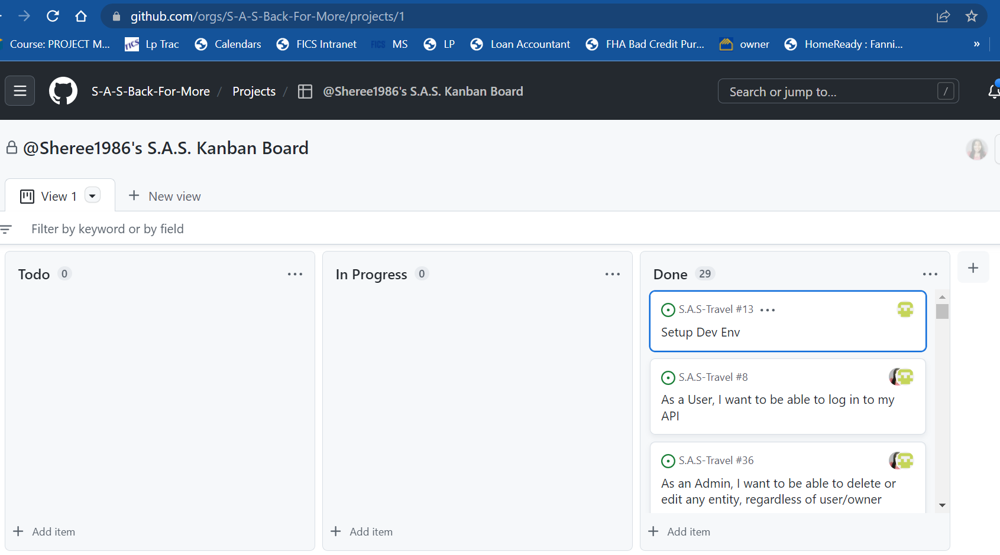 github.com/orgs/S-A-S-Back-For-More/projects/1
Course: PROJECT M... FICS Lp Trac Calendars FICS Intranet FICS MS LP Loan Accountant FHA Bad Credit Pur... owner HomeReady : Fanni... »
S-A-S-Back-For-More / Projects / @Sheree1986's S.A.S. Kanban Board Search or jump to... /
@Sheree1986's S.A.S. Kanban Board
View 1 + New view
Filter by keyword or by field
Todo 0 ...
In Progress 0 ...
Done 29 ... +
S.A.S-Travel #13 ...
Setup Dev Env
S.A.S-Travel #8
As a User, I want to be able to log in to my
API
S.A.S-Travel #36
As an Admin, I want to be able to delete or
edit any entity, regardless of user/owner
+ Add item
+ Add item
+ Add item